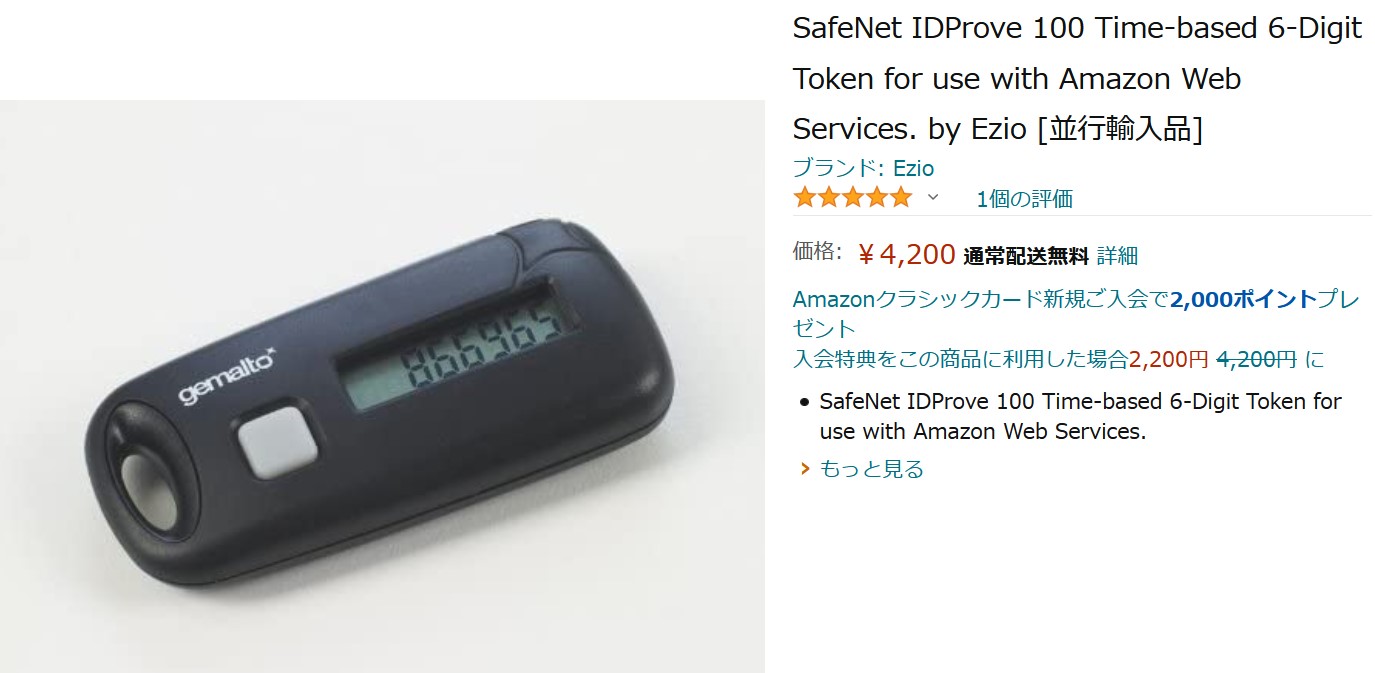 SafeNet IDProve 100 Time-based 6-Digit
Token for use with Amazon Web
Services. by Ezio [並行輸入品]
ブランド: Ezio
1個の評価
価格: ￥4,200 通常配送無料 詳細
Amazonクラシックカード新規ご入会で2,000ポイントプレ
ゼント
入会特典をこの商品に利用した場合2,200円 4,200円 に
● SafeNet IDProve 100 Time-based 6-Digit Token for
use with Amazon Web Services.
› もっと見る
gemalto
866965